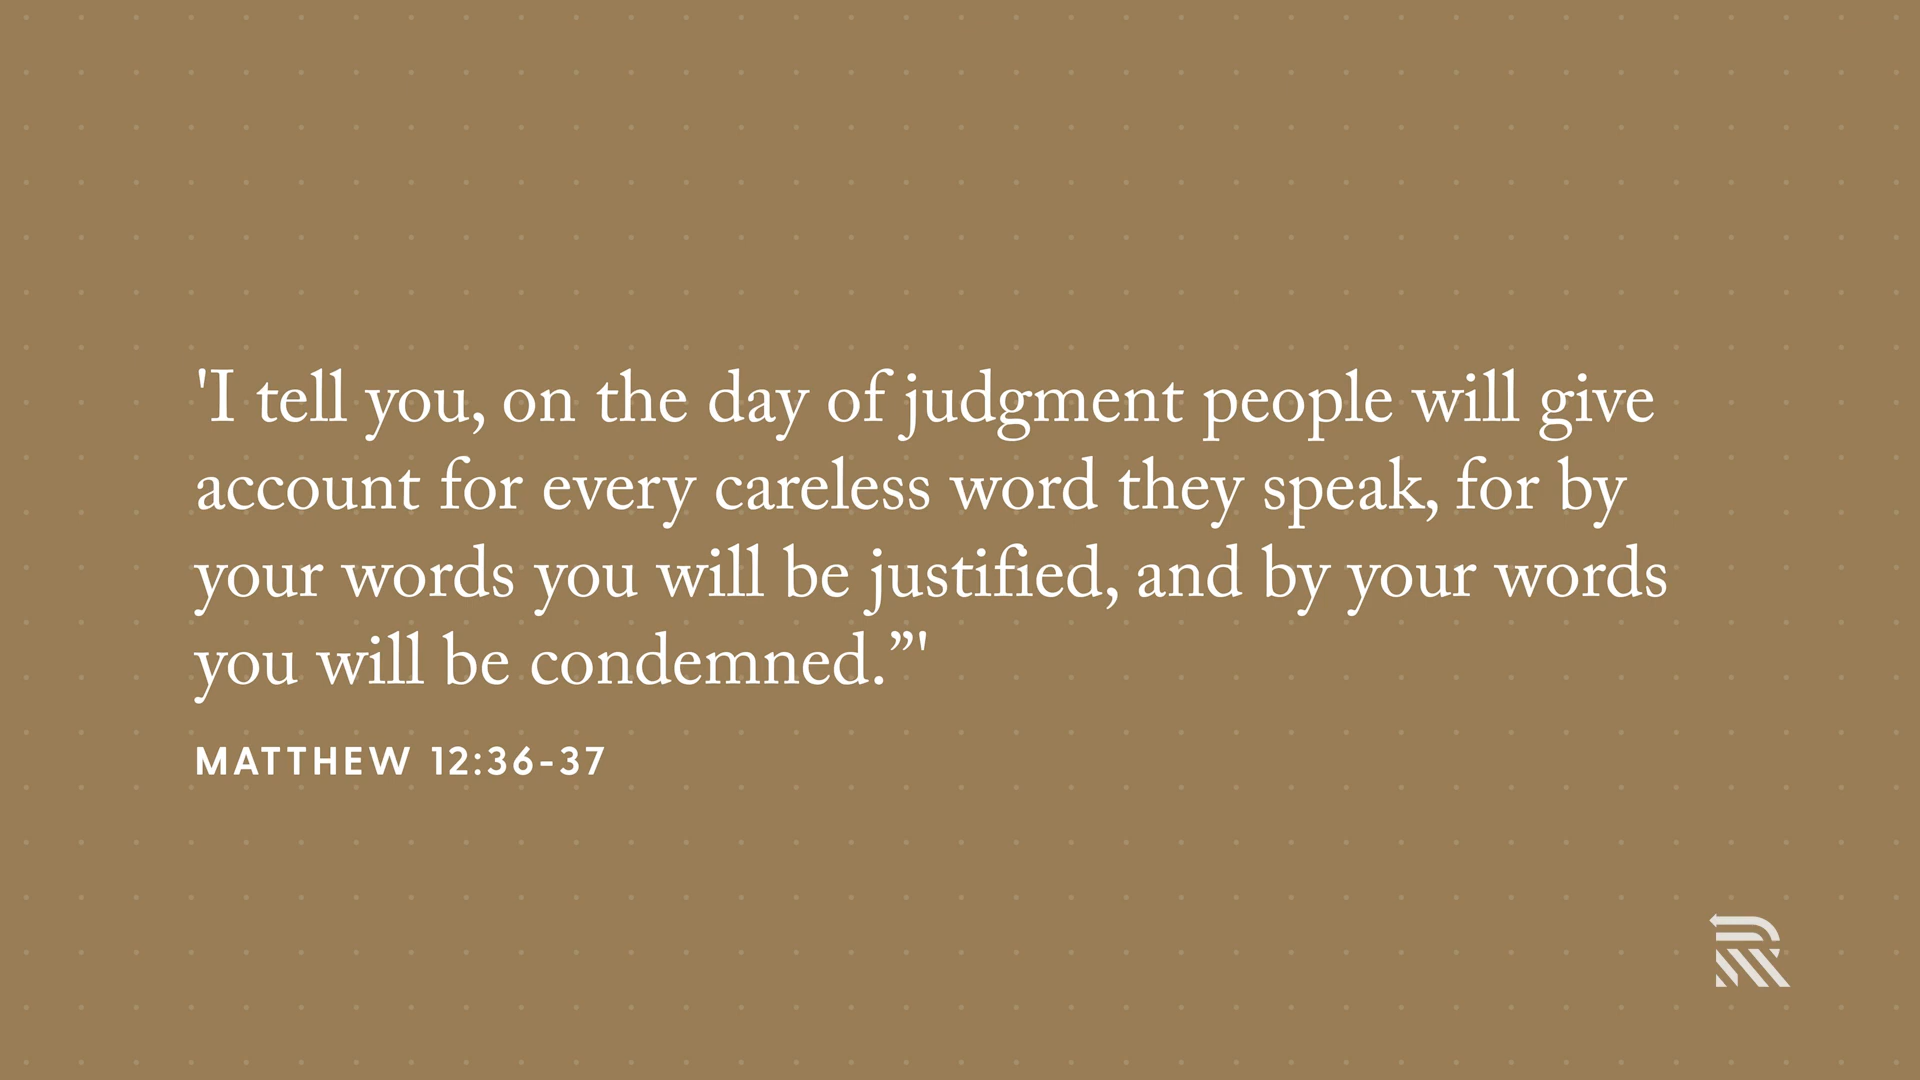 'I tell you, on the day of judgment people will give
account for every careless word they speak, for by
your words you will be justified, and by your words
you will be condemned.”'
MATTHEW 12:36-37